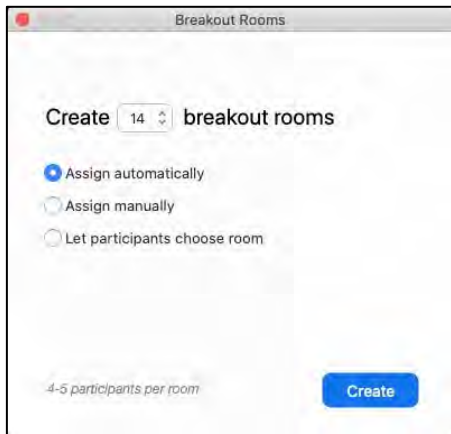 Breakout Rooms
Create 14 breakout rooms
Assign automatically
Assign manually
Let participants choose room
4-5 participants per room
Create